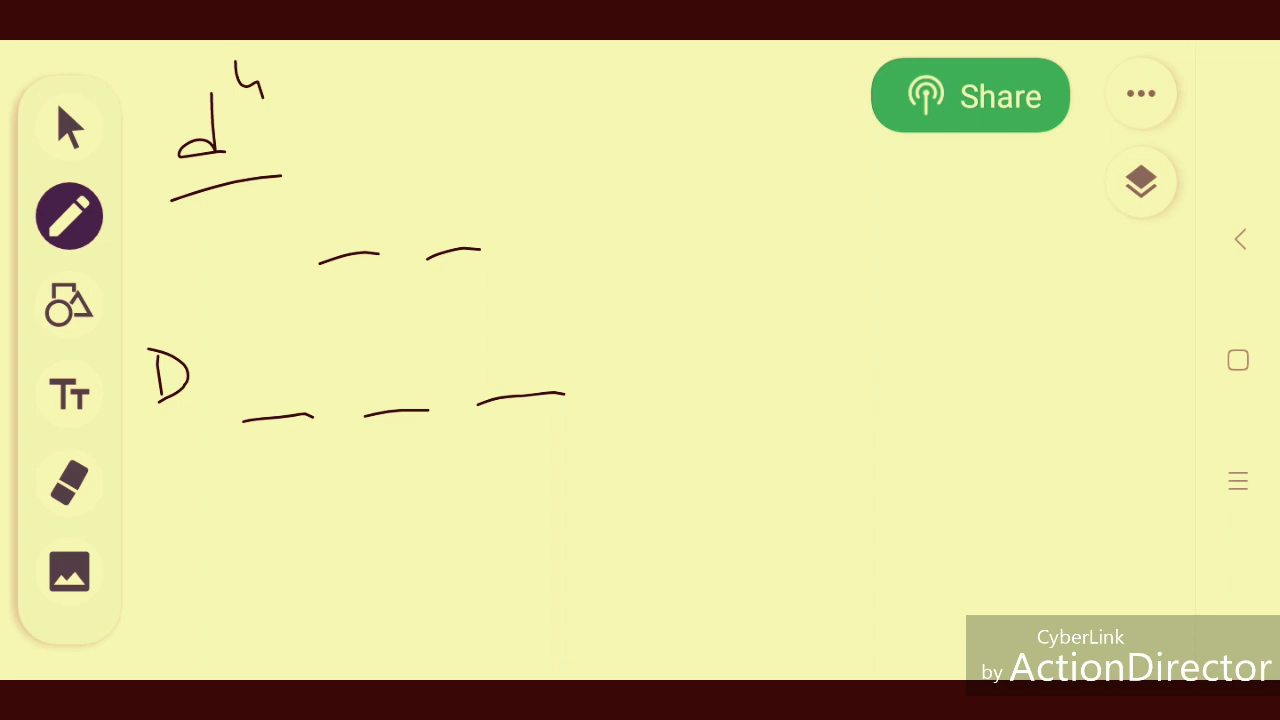 d⁴
Share
D
Tт
CyberLink
by ActionDirector